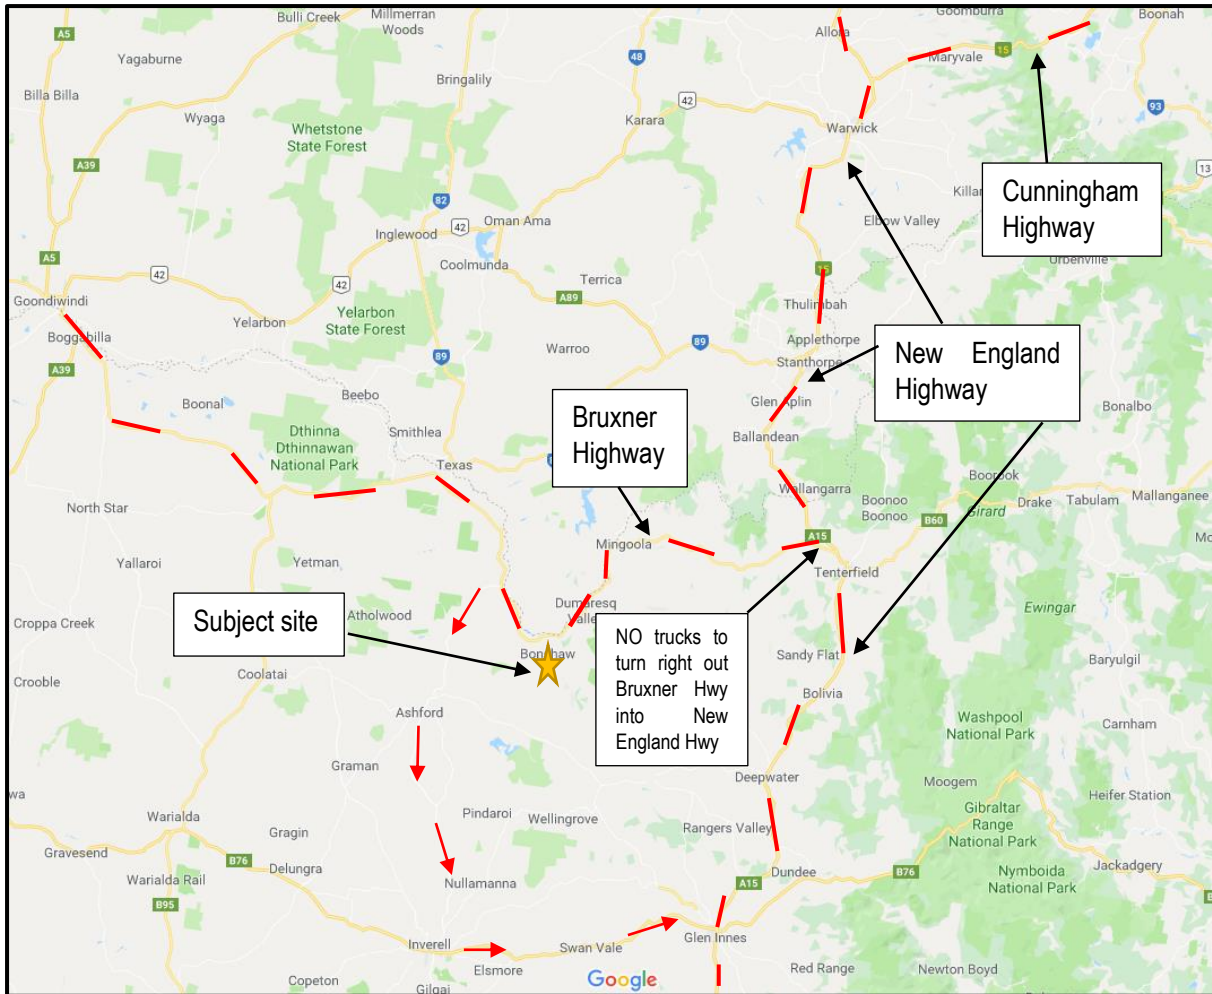 Bulli Creek
Millmerran
Woods
Allora
Goomburra
Boonah
A5
Yagaburne
48
Maryvale
15
Bringalily
Billa Billa
Wyaga
42
Karara
93
Whetstone
State Forest
Warwick
A39
82
42
Oman Ama
Inglewood
Elbow Valley
Cunningham
Highway
13
A5
Coolmunda
42
42
Terrica
15
Goondiwindi
Yelarbon
Yelarbon
State Forest
A89
Thulimbah
Boggabilla
89
Warroo
89
Applethorpe
Stanthorpe
New England
Highway
A39
Boonal
Beebo
Glen Aplin
Bonalbo
Dthinna
Dthinnawan
National Park
Smithlea
Bruxner
Highway
Ballandean
Texas
Wallangarra
Boonoo
Boonoo
Boorook
Drake
Tabulam
Mallanganee
North Star
Girard
B60
A15
Mingoola
Yallaroi
Yetman
Tenterfield
Subject site
Atholwood
Dumaresq
Valley
Ewingar
Croppa Creek
NO trucks to
turn right out
Bruxner Hwy
into New
England Hwy
Bonshaw
Sandy Flat
Baryulgil
Crooble
Coolatai
Bolivia
Ashford
Washpool
National Park
Carnham
Graman
Deepwater
Moogem
Heifer Station
Warialda
Pindaroi
Wellingrove
Rangers Valley
Gibraltar
Range
National Park
Gravesend
Gragin
B76
Delungra
Dundee
B76
Jackadgery
Warialda Rail
Nullamanna
A15
Nymboida
National Park
B95
Inverell
Swan Vale
Glen Innes
Elsmore
Red Range
Newton Boyd
Copeton
Gilgai
Google